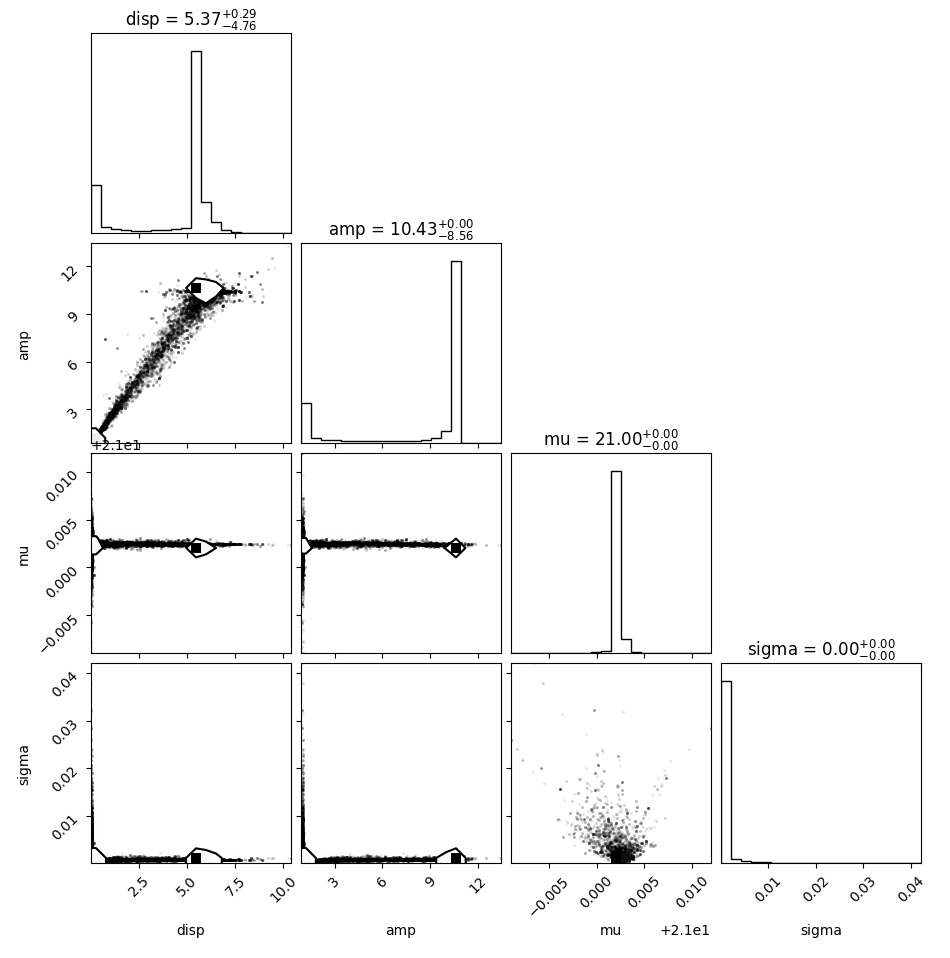 disp = 5.37+0.29−4.76
amp = 10.43+0.00−8.56
12
9
6
3
amp
+2.1e1
mu = 21.00+0.00−0.00
0.010
0.005
0.000
−0.005
mu
sigma = 0.00+0.00−0.00
0.04
0.03
0.02
0.01
sigma
2.5 5.0 7.5 10.0
3 6 9 12
−0.005 0.000 0.005 0.010
0.01 0.02 0.03 0.04
disp amp mu +2.1e1 sigma